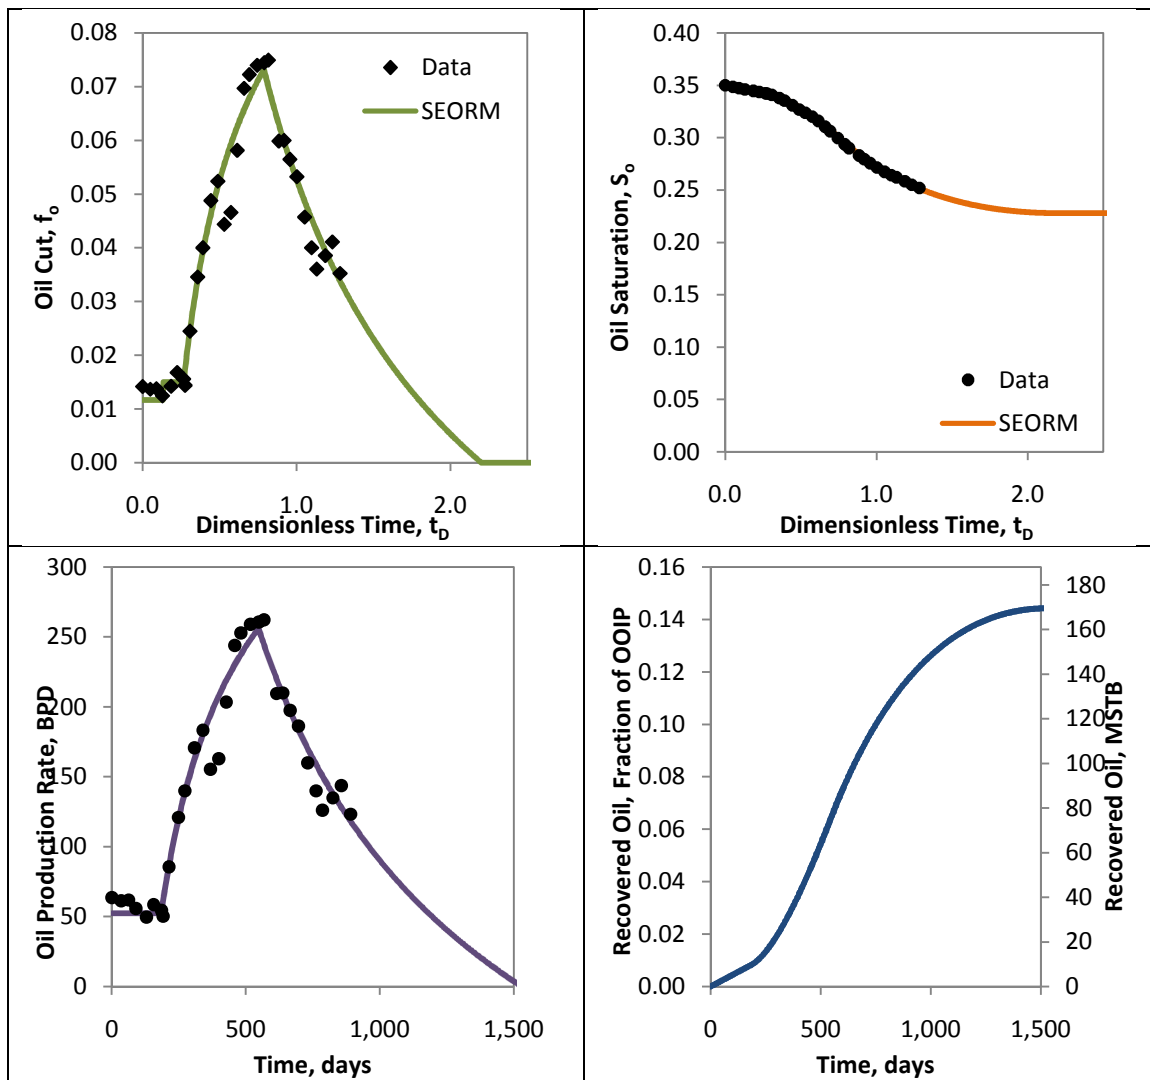 0.08
0.07
0.06
0.05
0.04
0.03
0.02
0.01
0.00
Oil Cut, fo
Data
SEORM
0.0 1.0 2.0
Dimensionless Time, tD
0.40
0.35
0.30
0.25
0.20
0.15
0.10
0.05
0.00
Oil Saturation, So
Data
SEORM
0.0 1.0 2.0
Dimensionless Time, tD
300
250
200
150
100
50
0
Oil Production Rate, BPD
0 500 1,000 1,500
Time, days
0.16
0.14
0.12
0.10
0.08
0.06
0.04
0.02
0.00
Recovered Oil, Fraction of OOIP
180
160
140
120
100
80
60
40
20
0
Recovered Oil, MSTB
0 500 1,000 1,500
Time, days